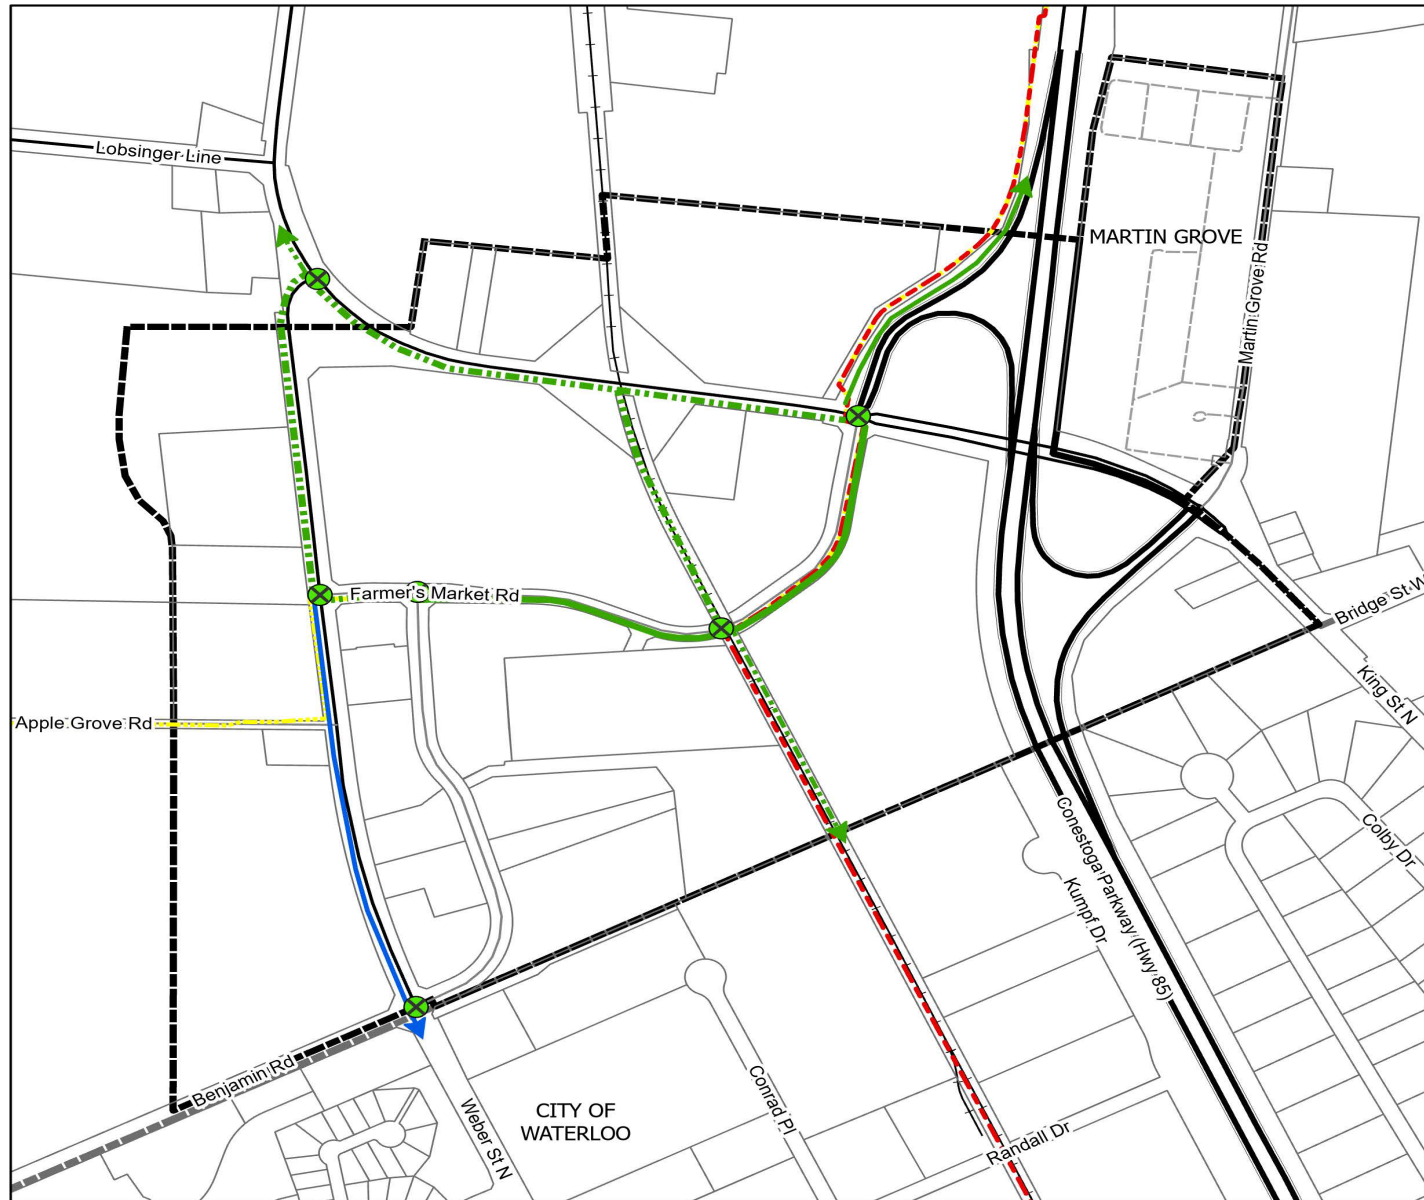 Lobsinger Line
MARTIN GROVE
Martin Grove Rd
Farmer's Market Rd
Bridge St W
Apple Grove Rd
King St N
Colby Dr
Conestoga Parkway (Hwy 85)
Kumpf Dr
Benjamin Rd
Weber St N
CITY OF
WATERLOO
Conrad Pl
Randall Dr